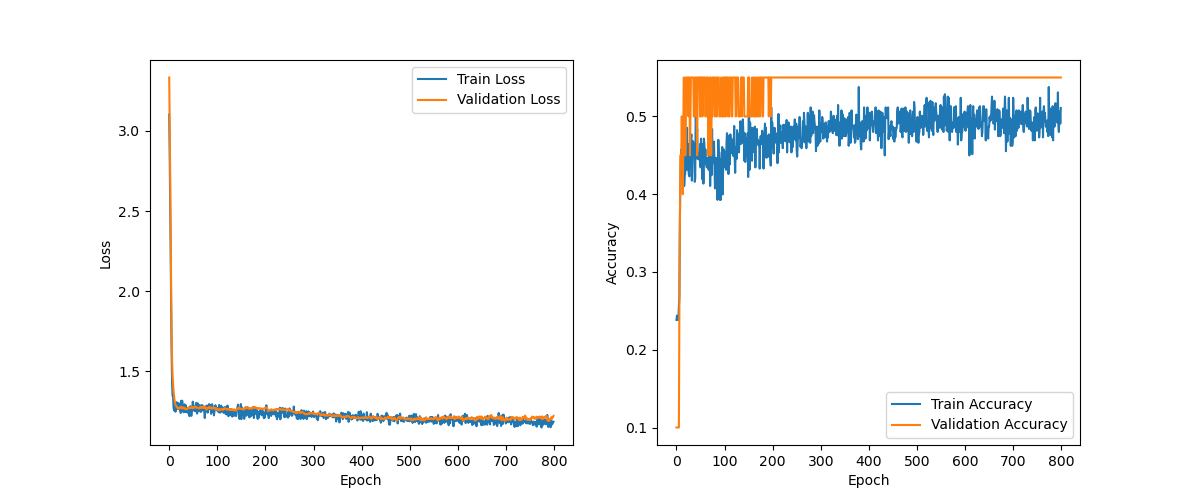 Train Loss
Validation Loss
3.0
2.5
2.0
1.5
Loss
0 100 200 300 400 500 600 700 800
Epoch
0.5
0.4
0.3
0.2
0.1
Accuracy
Train Accuracy
Validation Accuracy
0 100 200 300 400 500 600 700 800
Epoch